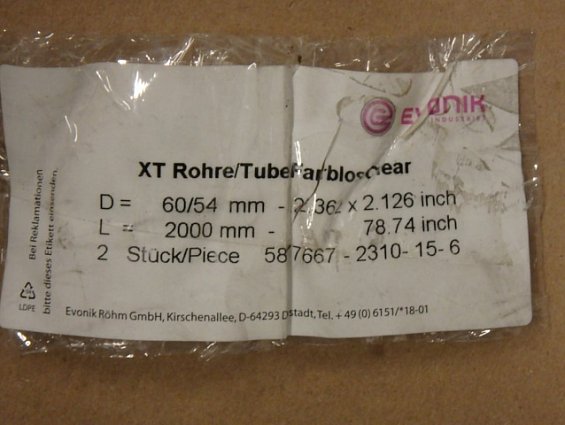 EVONIK
INDUSTRIES
XT Rohre/Tube farblos
D = 60/54 mm - 2.362 x 2.126 inch
L = 2000 mm - 78.74 inch
2 Stück/Piece 587667 - 2310- 15- 6
Evonik Röhm GmbH, Kirschenallee, D-64293 D stadt, Tel. + 49 (0) 6151/*18-01
Bei Reklamationen
bitte dieses Etikett einsenden.
LDPE